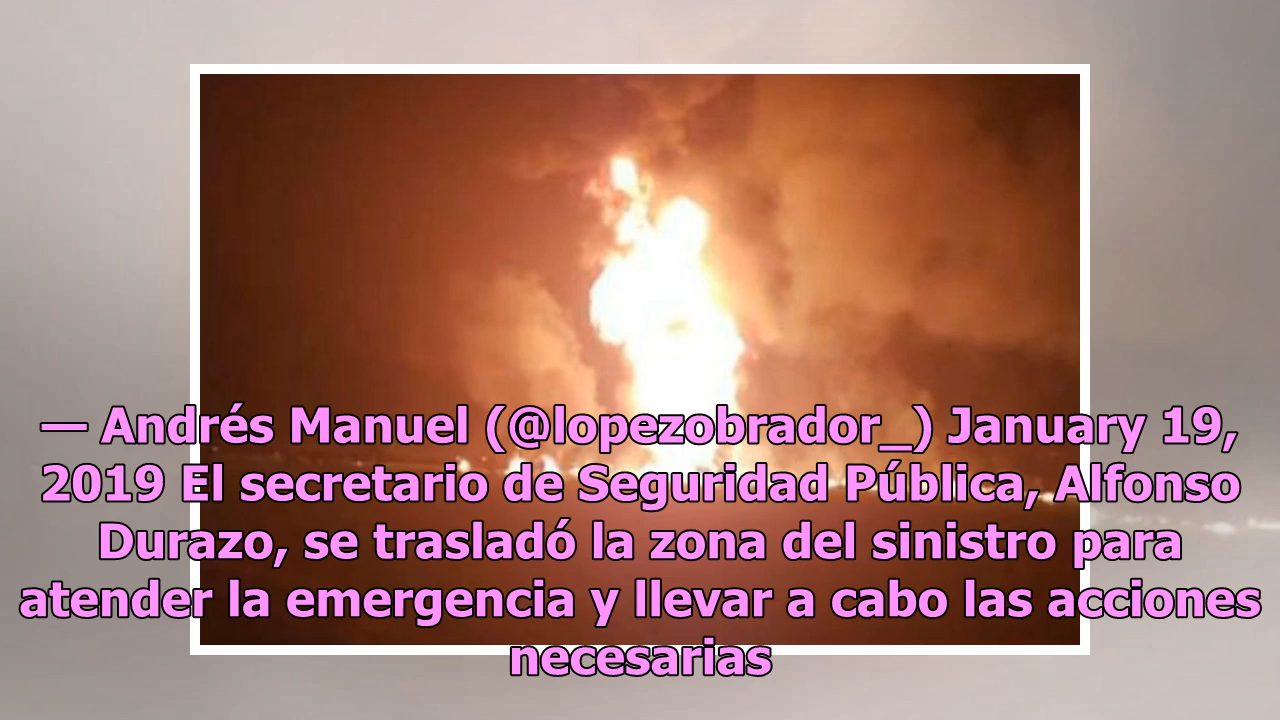 — Andrés Manuel (@lopezobrador_) January 19,
2019 El secretario de Seguridad Pública, Alfonso
Durazo, se trasladó la zona del sinistro para
atender la emergencia y llevar a cabo las acciones
necesarias